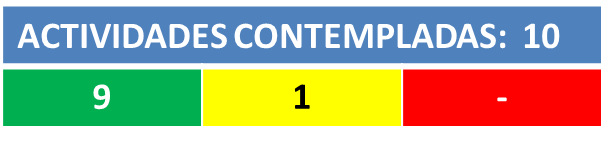 ACTIVIDADES CONTEMPLADAS: 10
9 1 -